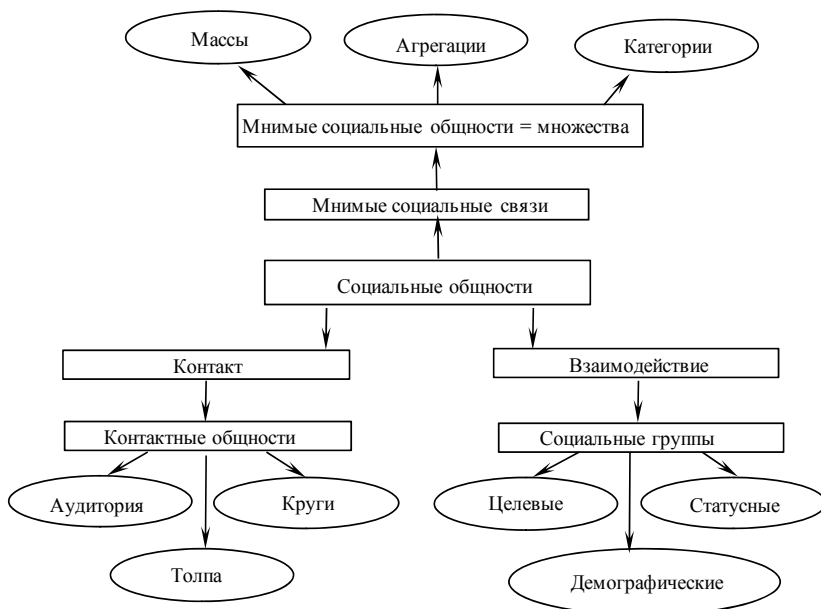 Массы
Агрегации
Категории
Мнимые социальные общности = множества
Мнимые социальные связи
Социальные общности
Контакт
Взаимодействие
Контактные общности
Социальные группы
Аудитория
Круги
Целевые
Статусные
Толпа
Демографические